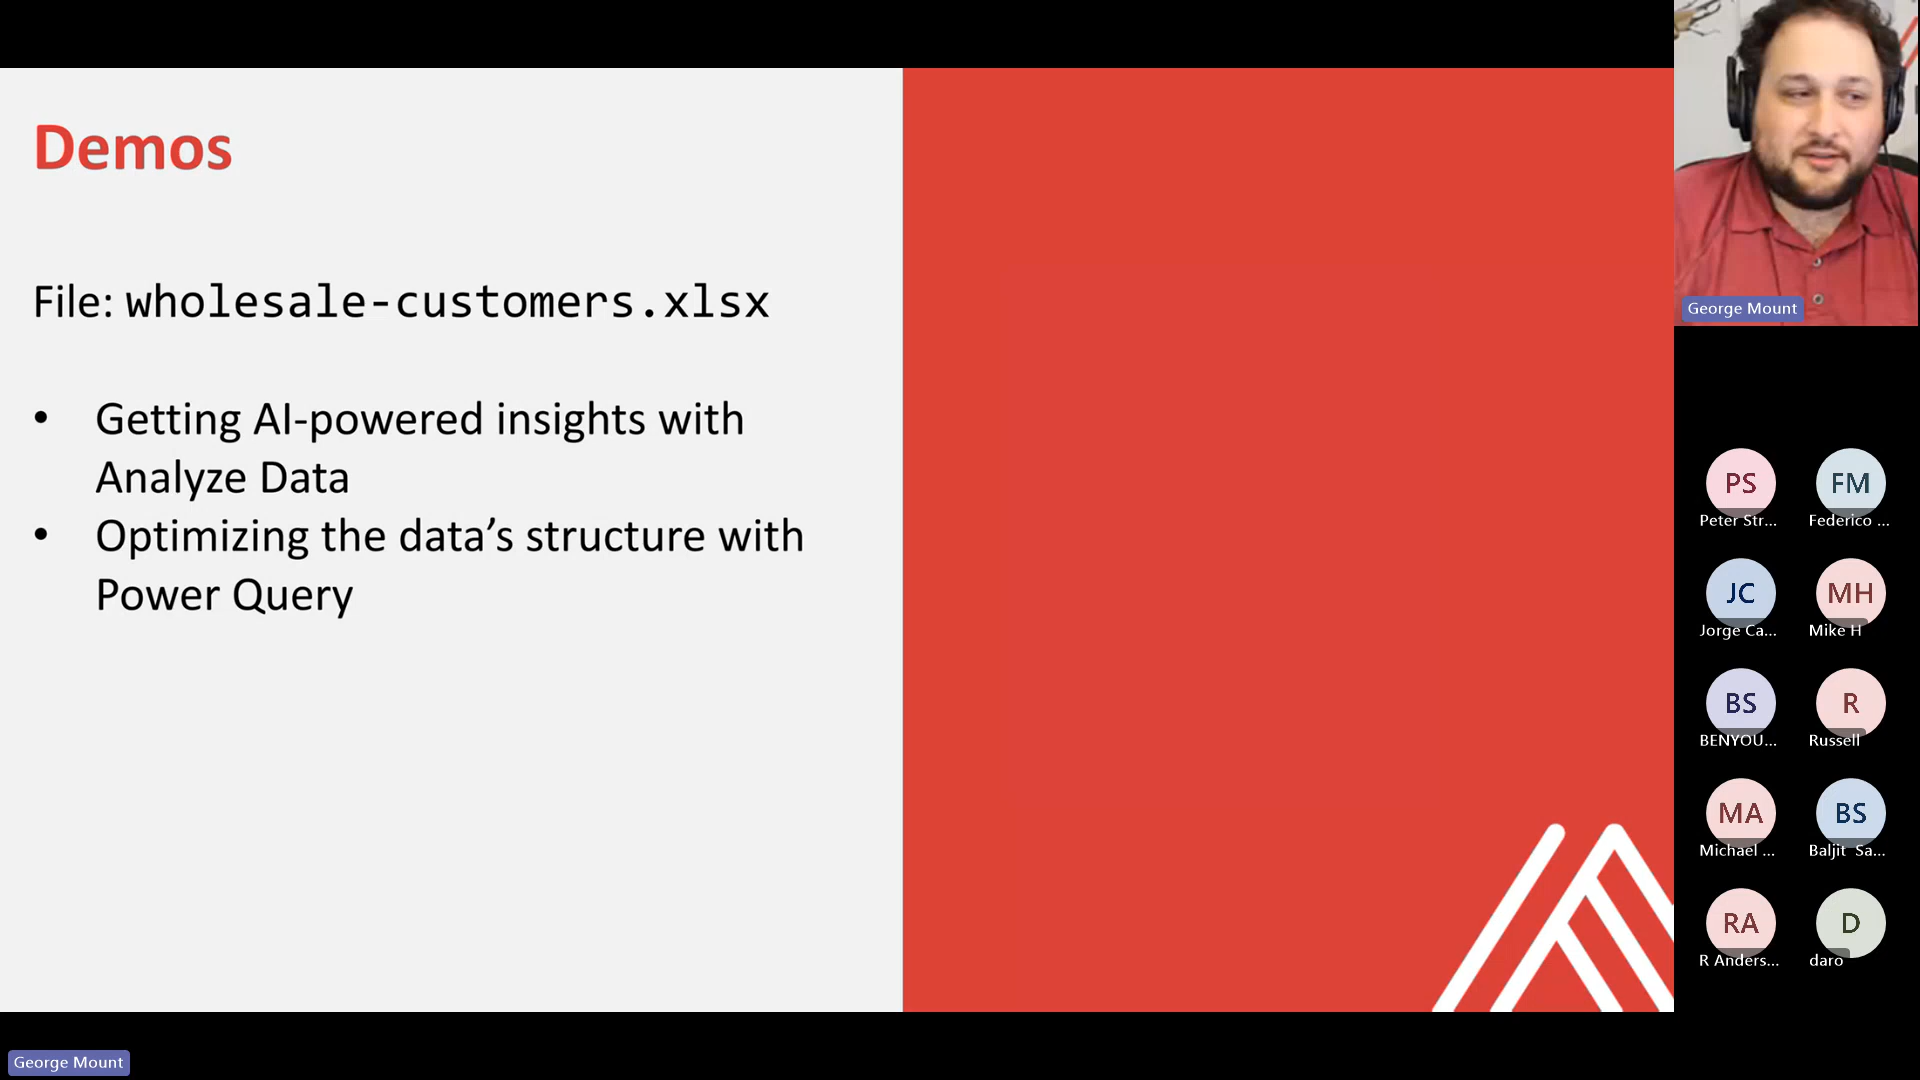 Demos
File: wholesale-customers.xlsx
• Getting AI-powered insights with
Analyze Data
• Optimizing the data’s structure with
Power Query
George Mount
PS
Peter Str...
FM
Federico ...
JC
Jorge Ca...
MH
Mike H
BS
BENYOU...
R
Russell
MA
Michael ...
BS
Baljit Sa...
RA
R Anders...
D
daro
George Mount